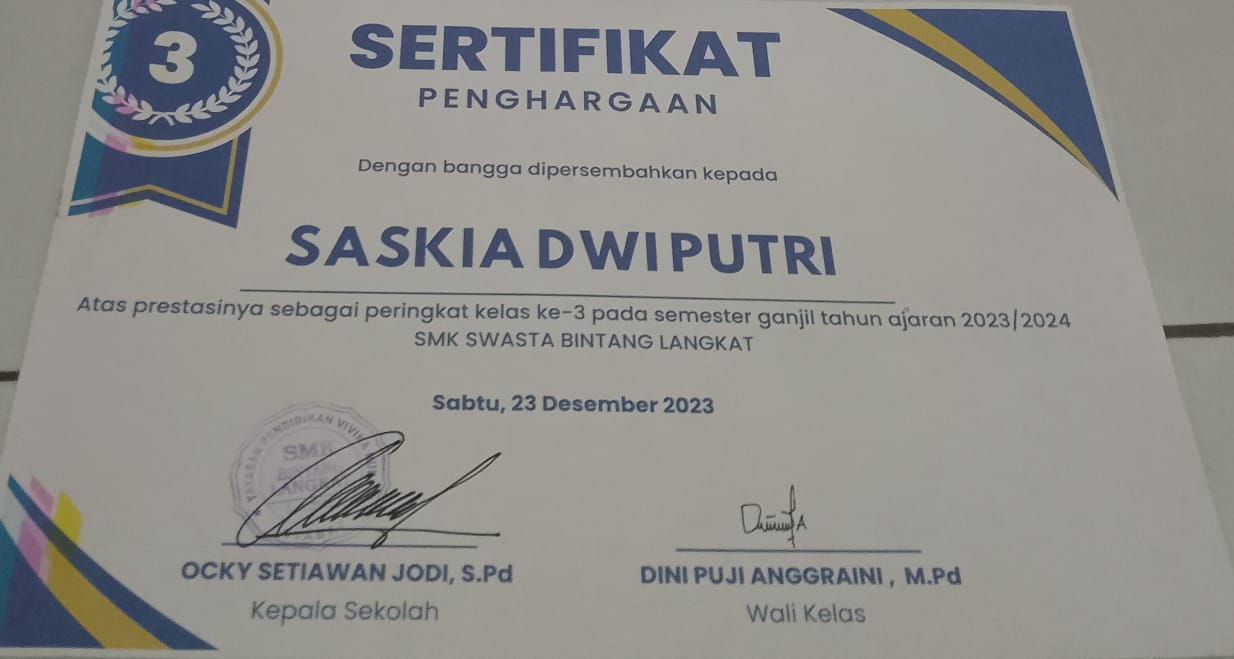 3
SERTIFIKAT
PENGHARGAAN
Dengan bangga dipersembahkan kepada
SASKIA DWI PUTRI
Atas prestasinya sebagai peringkat kelas ke-3 pada semester ganjil tahun ajaran 2023/2024
SMK SWASTA BINTANG LANGKAT
Sabtu, 23 Desember 2023
YAYASAN PENDIDIKAN
SMK
OCKY SETIAWAN JODI, S.Pd
Kepala Sekolah
DINI PUJI ANGGRAINI , M.Pd
Wali Kelas